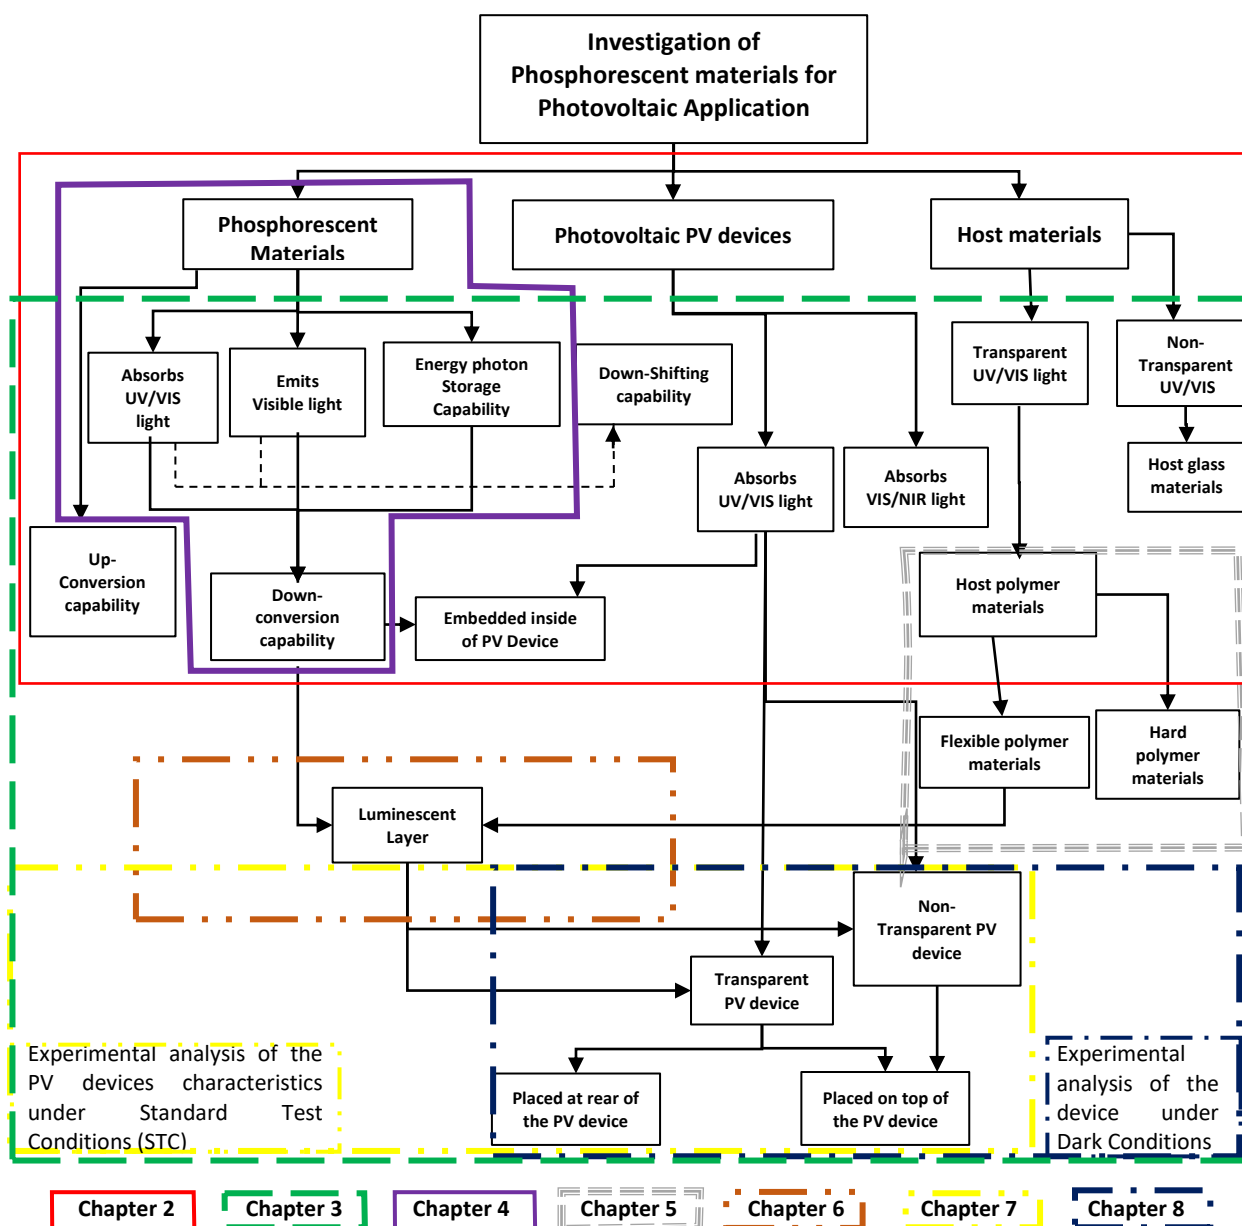 Investigation of
Phosphorescent materials for
Photovoltaic Application
Phosphorescent
Materials
Photovoltaic PV devices
Host materials
Absorbs
UV/VIS
light
Emits
Visible light
Energy photon
Storage
Capability
Down-Shifting
capability
Transparent
UV/VIS light
Non-
Transparent
UV/VIS
Host glass
materials
Absorbs
UV/VIS light
Absorbs
VIS/NIR light
Up-
Conversion
capability
Down-
conversion
capability
Embedded inside
of PV Device
Host polymer
materials
Flexible polymer
materials
Hard
polymer
materials
Luminescent
Layer
Non-
Transparent PV
device
Transparent
PV device
Experimental analysis of the
PV devices characteristics
under Standard Test
Conditions (STC)
Placed at rear of
the PV device
Placed on top of
the PV device
Experimental
analysis of the
device under
Dark Conditions
Chapter 2
Chapter 3
Chapter 4
Chapter 5
Chapter 6
Chapter 7
Chapter 8